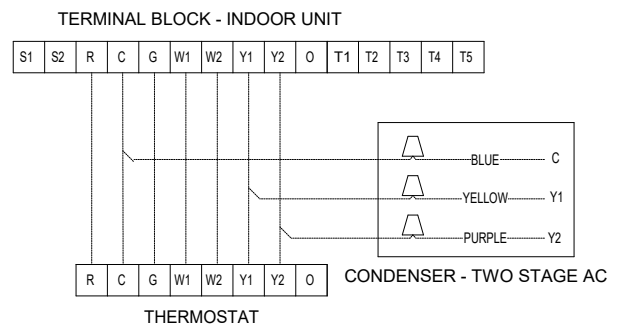 TERMINAL BLOCK - INDOOR UNIT
S1 S2 R C G W1 W2 Y1 Y2 O T1 T2 T3 T4 T5
BLUE C
YELLOW Y1
PURPLE Y2
R C G W1 W2 Y1 Y2 O
CONDENSER - TWO STAGE AC
THERMOSTAT